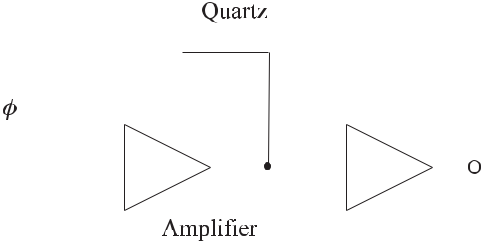 Quartz
ϕ
O
Amplifier